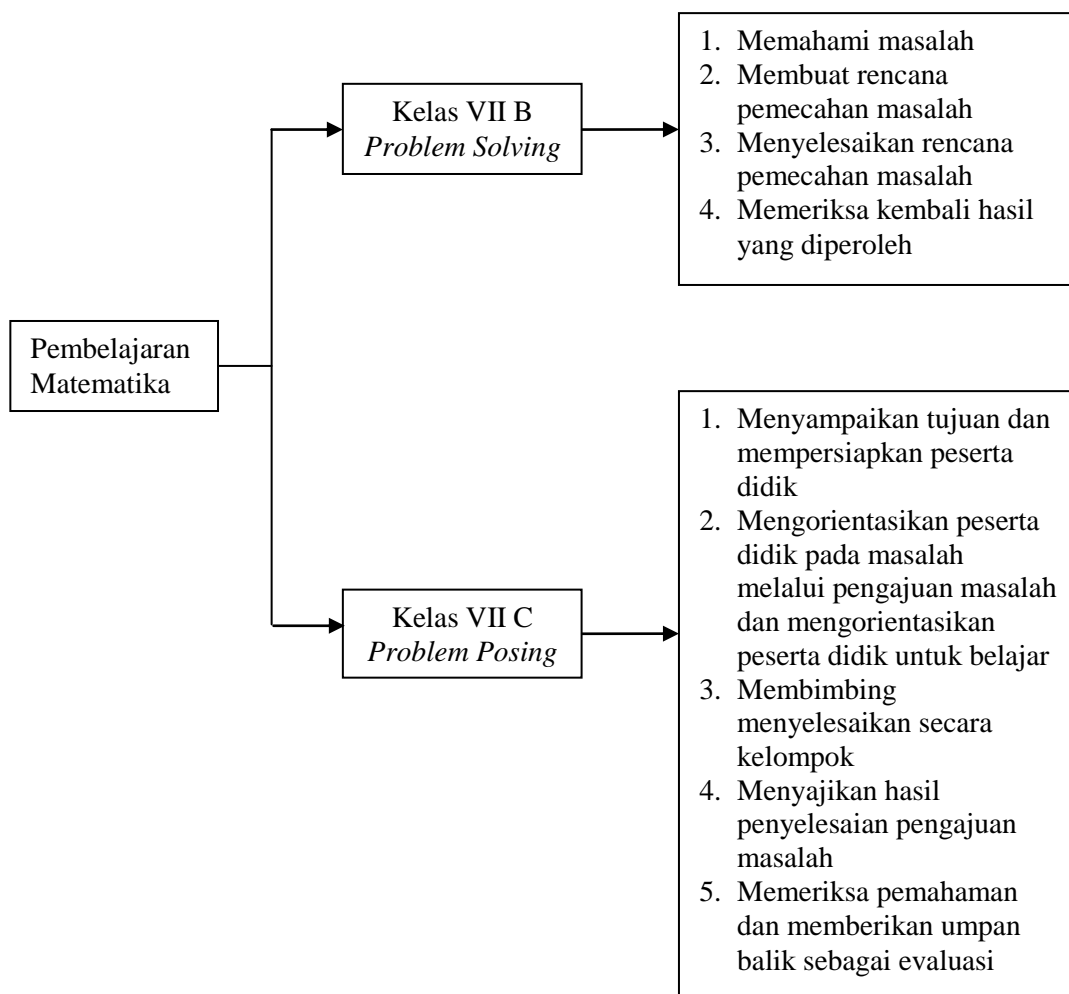 Pembelajaran
Matematika
Kelas VII B
Problem Solving
1. Memahami masalah
2. Membuat rencana
pemecahan masalah
3. Menyelesaikan rencana
pemecahan masalah
4. Memeriksa kembali hasil
yang diperoleh
Kelas VII C
Problem Posing
1. Menyampaikan tujuan dan
mempersiapkan peserta
didik
2. Mengorientasikan peserta
didik pada masalah
melalui pengajuan masalah
dan mengorientasikan
peserta didik untuk belajar
3. Membimbing
menyelesaikan secara
kelompok
4. Menyajikan hasil
penyelesaian pengajuan
masalah
5. Memeriksa pemahaman
dan memberikan umpan
balik sebagai evaluasi